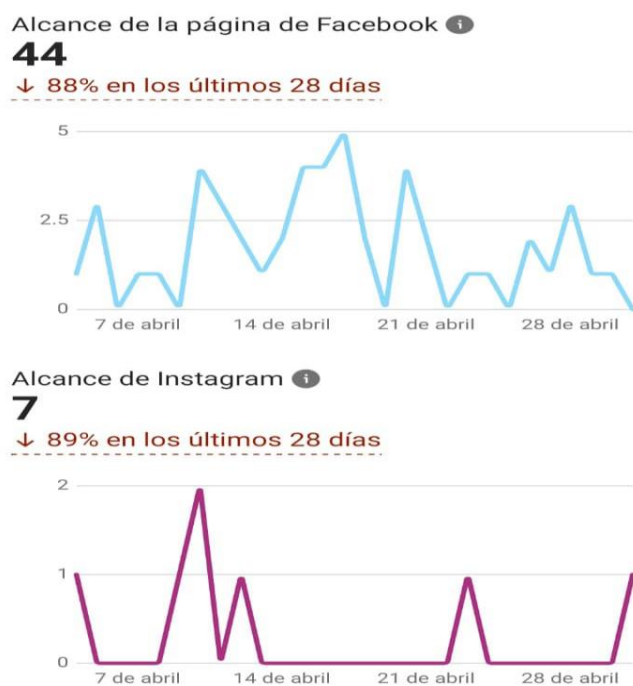 Alcance de la página de Facebook
44
↓ 88% en los últimos 28 días
5
2.5
0
7 de abril 14 de abril 21 de abril 28 de abril
Alcance de Instagram
7
↓ 89% en los últimos 28 días
2
1
0
7 de abril 14 de abril 21 de abril 28 de abril